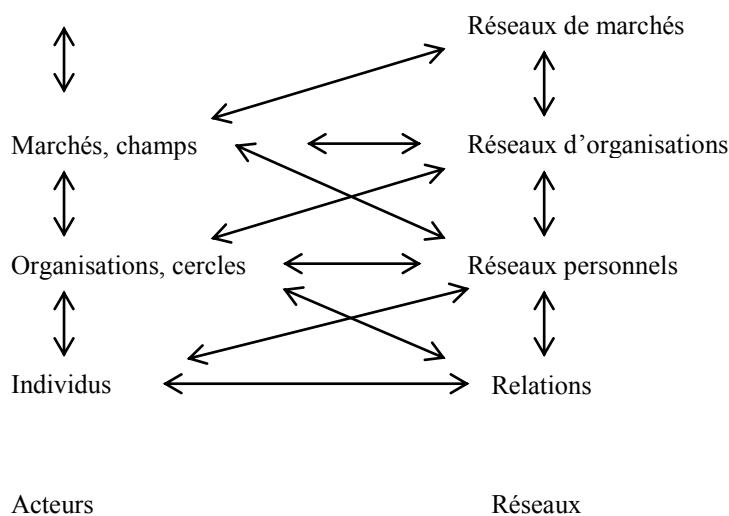 Réseaux de marchés
Marchés, champs
Réseaux d’organisations
Organisations, cercles
Réseaux personnels
Individus
Relations
Acteurs
Réseaux